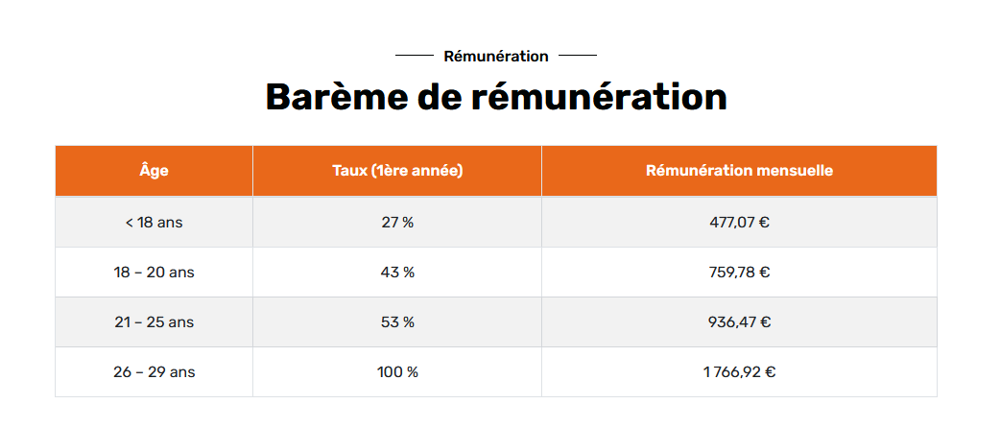 Rémunération
Barème de rémunération
Âge Taux (1ère année) Rémunération mensuelle
< 18 ans 27 % 477,07 €
18 – 20 ans 43 % 759,78 €
21 – 25 ans 53 % 936,47 €
26 – 29 ans 100 % 1 766,92 €